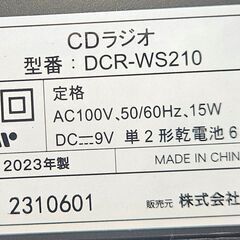 CDラジオ
型番：DCR-WS210
定格
AC100V、50/60Hz、15W
DC⎓9V 単2形乾電池6
2023年製
MADE IN CHIN
2310601
販売元 株式会社